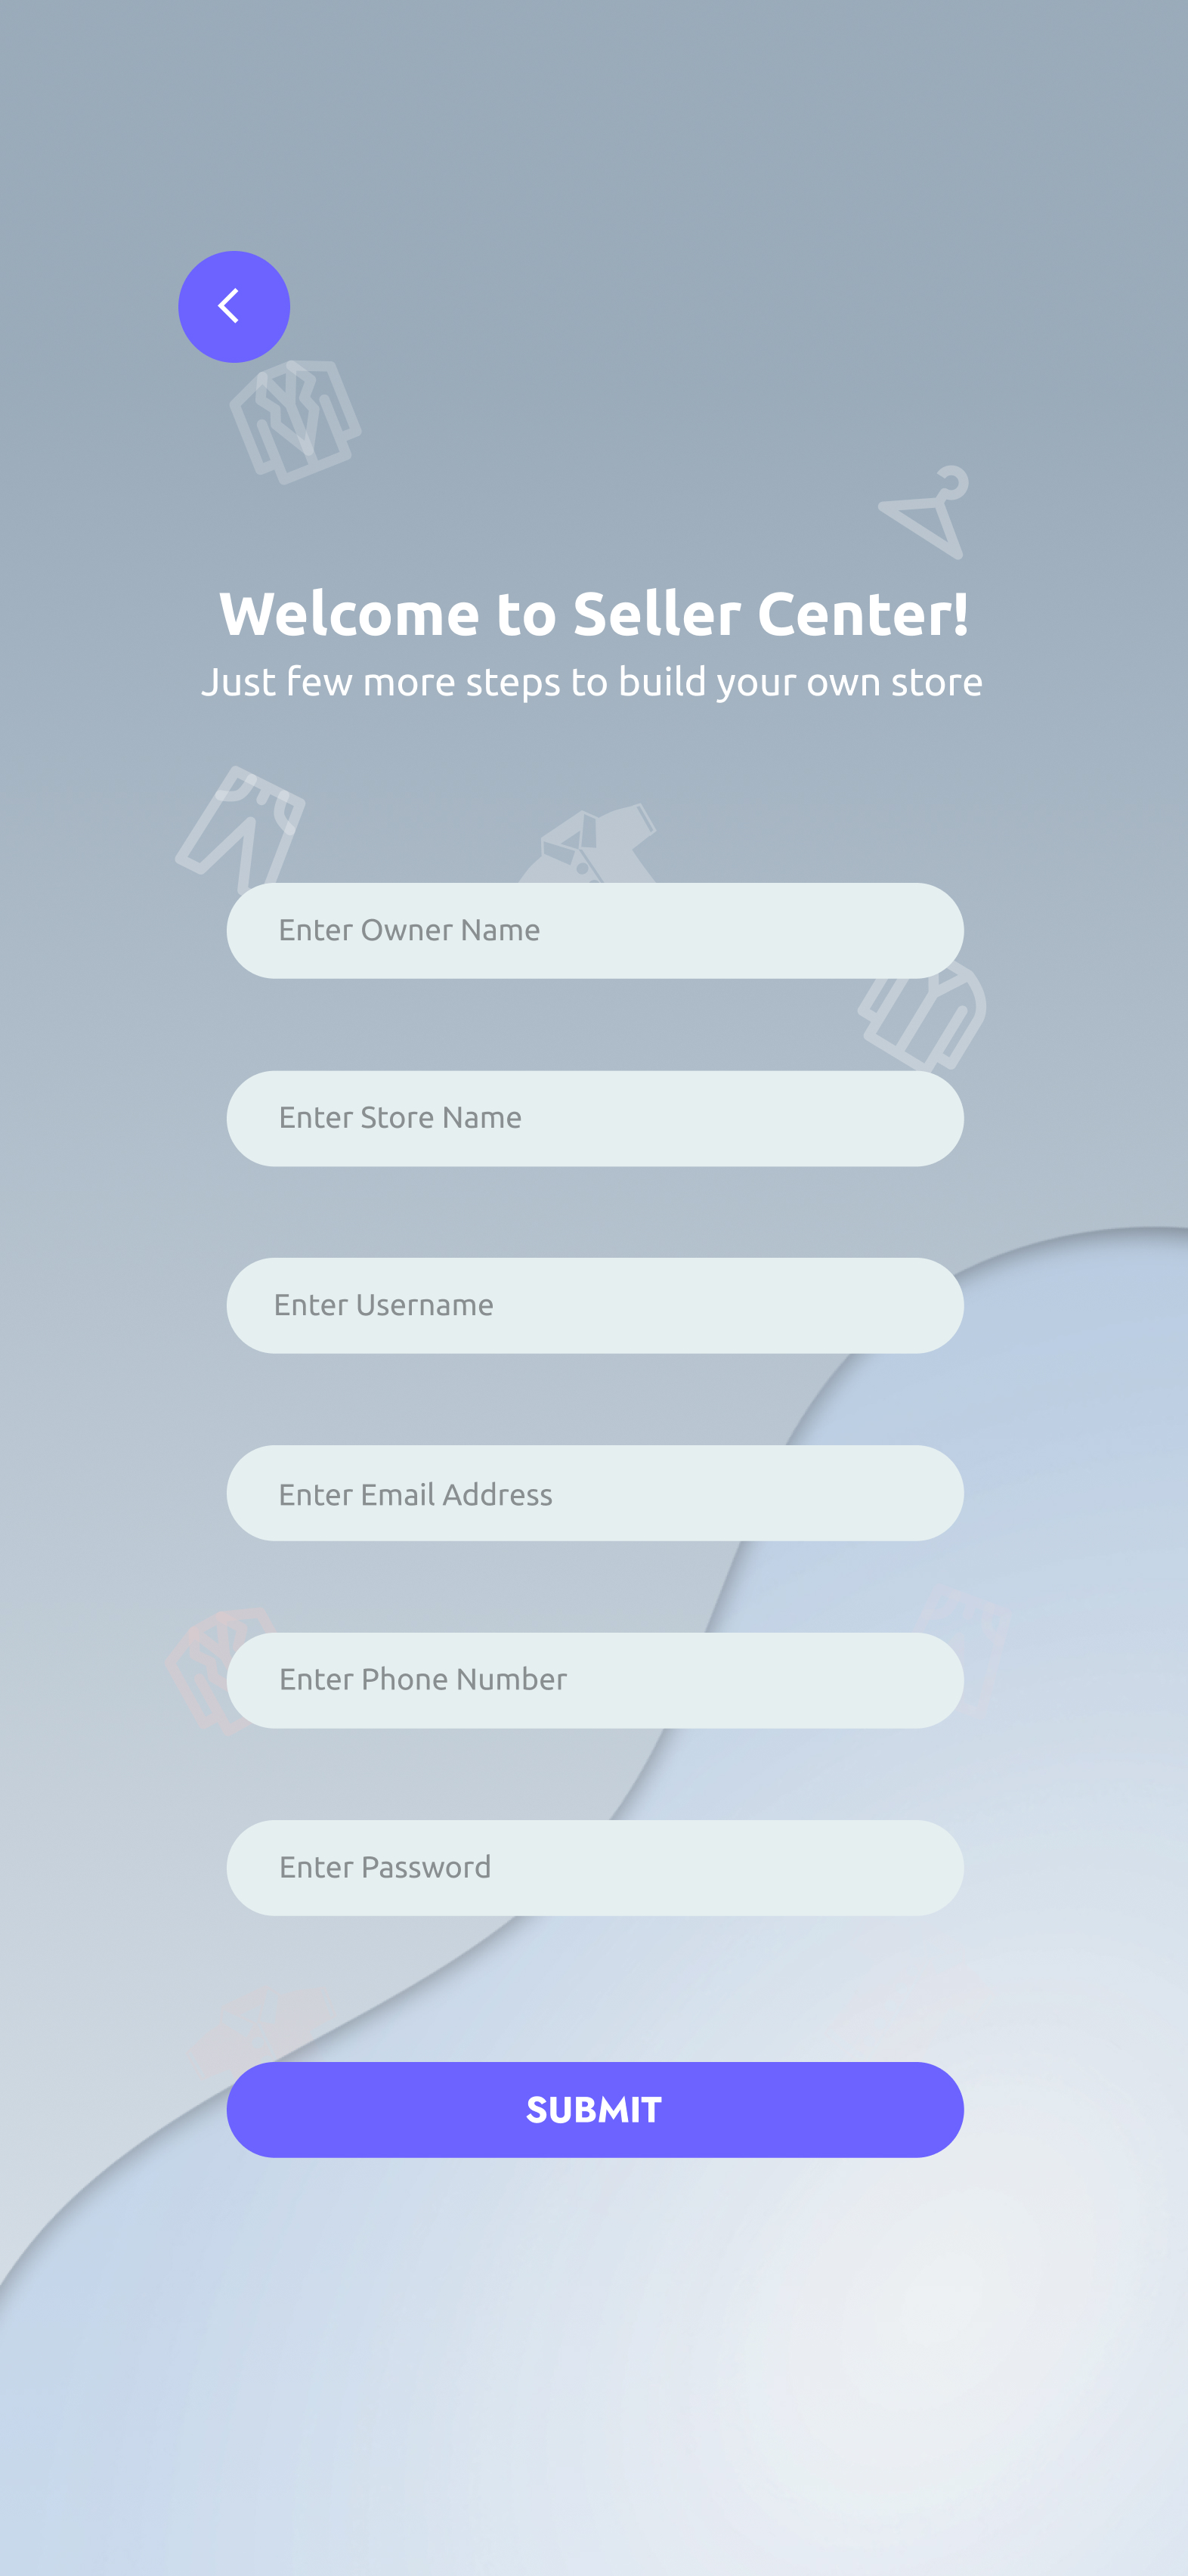 Welcome to Seller Center!
Just few more steps to build your own store
Enter Owner Name
Enter Store Name
Enter Username
Enter Email Address
Enter Phone Number
Enter Password
SUBMIT